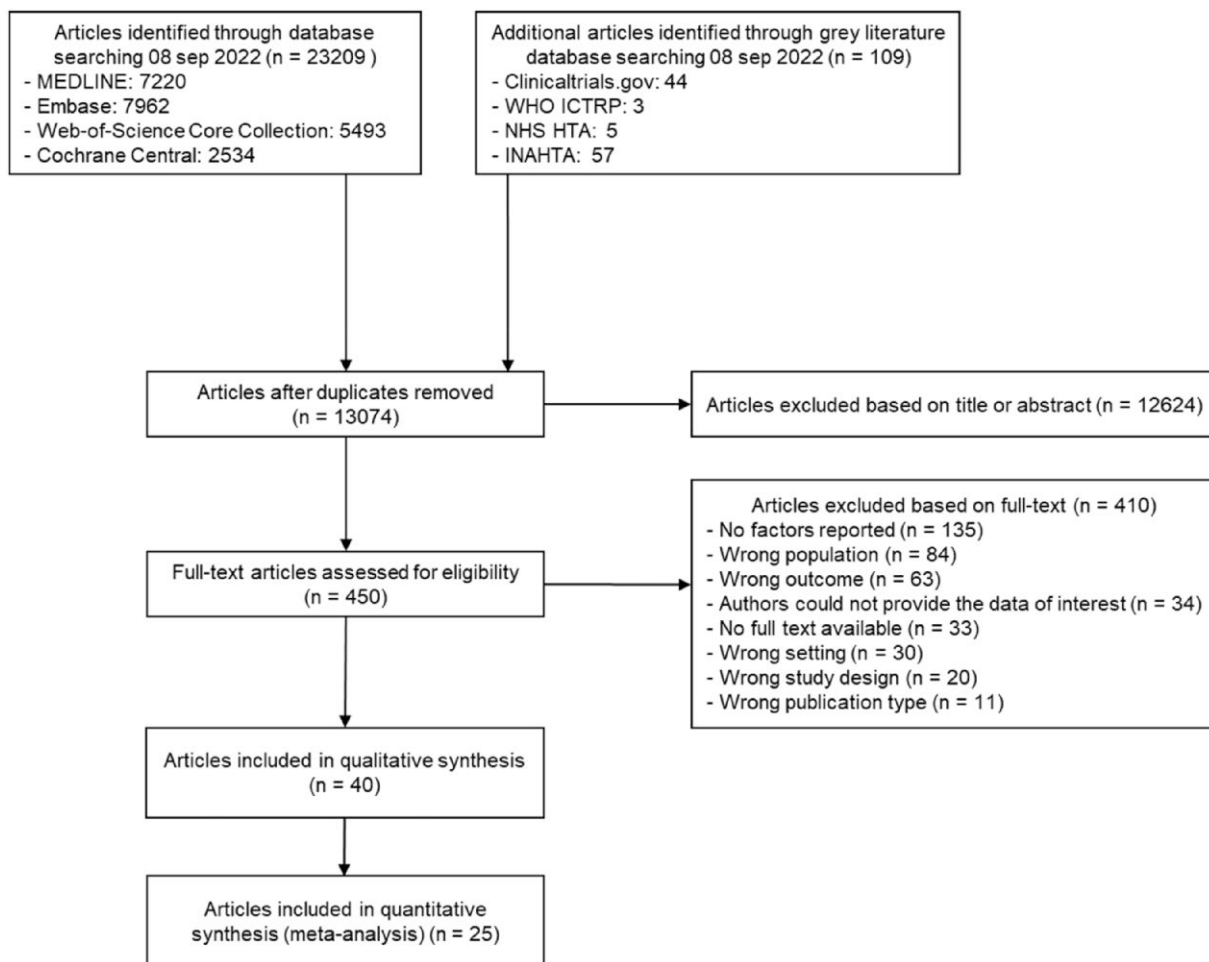 Articles identified through database
searching 08 sep 2022 (n = 23209 )
- MEDLINE: 7220
- Embase: 7962
- Web-of-Science Core Collection: 5493
- Cochrane Central: 2534
Additional articles identified through grey literature
database searching 08 sep 2022 (n = 109)
- Clinicaltrials.gov: 44
- WHO ICTRP: 3
- NHS HTA:  5
- INAHTA:  57
Articles after duplicates removed
(n = 13074)
Articles excluded based on title or abstract (n = 12624)
Full-text articles assessed for eligibility
(n = 450)
Articles excluded based on full-text (n = 410)
- No factors reported (n = 135)
- Wrong population (n = 84)
- Wrong outcome (n = 63)
- Authors could not provide the data of interest (n = 34)
- No full text available (n = 33)
- Wrong setting (n = 30)
- Wrong study design (n = 20)
- Wrong publication type (n = 11)
Articles included in qualitative synthesis
(n = 40)
Articles included in quantitative
synthesis (meta-analysis) (n = 25)